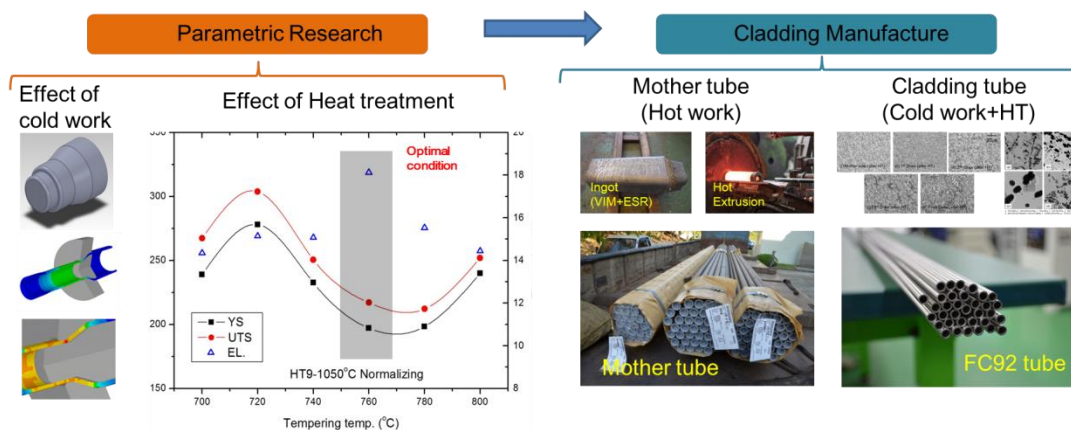 Parametric Research
Cladding Manufacture
Effect of
cold work
Effect of Heat treatment
350
300
250
200
150
20
18
16
14
12
10
8
Optimal
condition
YS
UTS
EL.
HT9-1050°C Normalizing
700
720
740
760
780
800
Tempering temp. (°C)
Mother tube
(Hot work)
Ingot
(VIM+ESR)
Hot
Extrusion
Mother tube
Cladding tube
(Cold work+HT)
FC92 tube